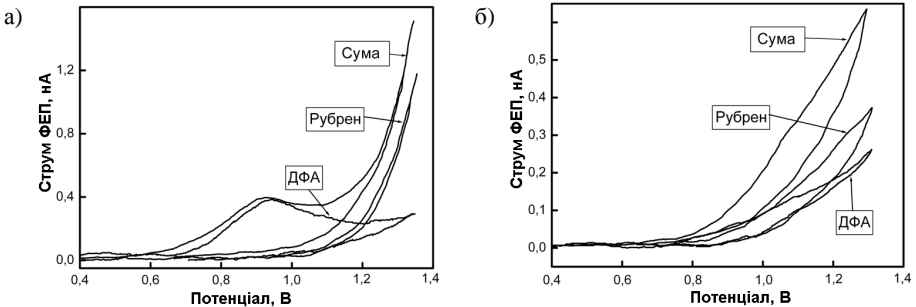 а)
Струм ФЕП, нА
1,2
0,8
0,4
0,0
0,4 0,6 0,8 1,0 1,2 1,4
Потенціал, В
Сума
Рубрен
ДФА
б)
Струм ФЕП, нА
0,5
0,4
0,3
0,2
0,1
0,0
0,4 0,6 0,8 1,0 1,2 1,4
Потенціал, В
Сума
Рубрен
ДФА